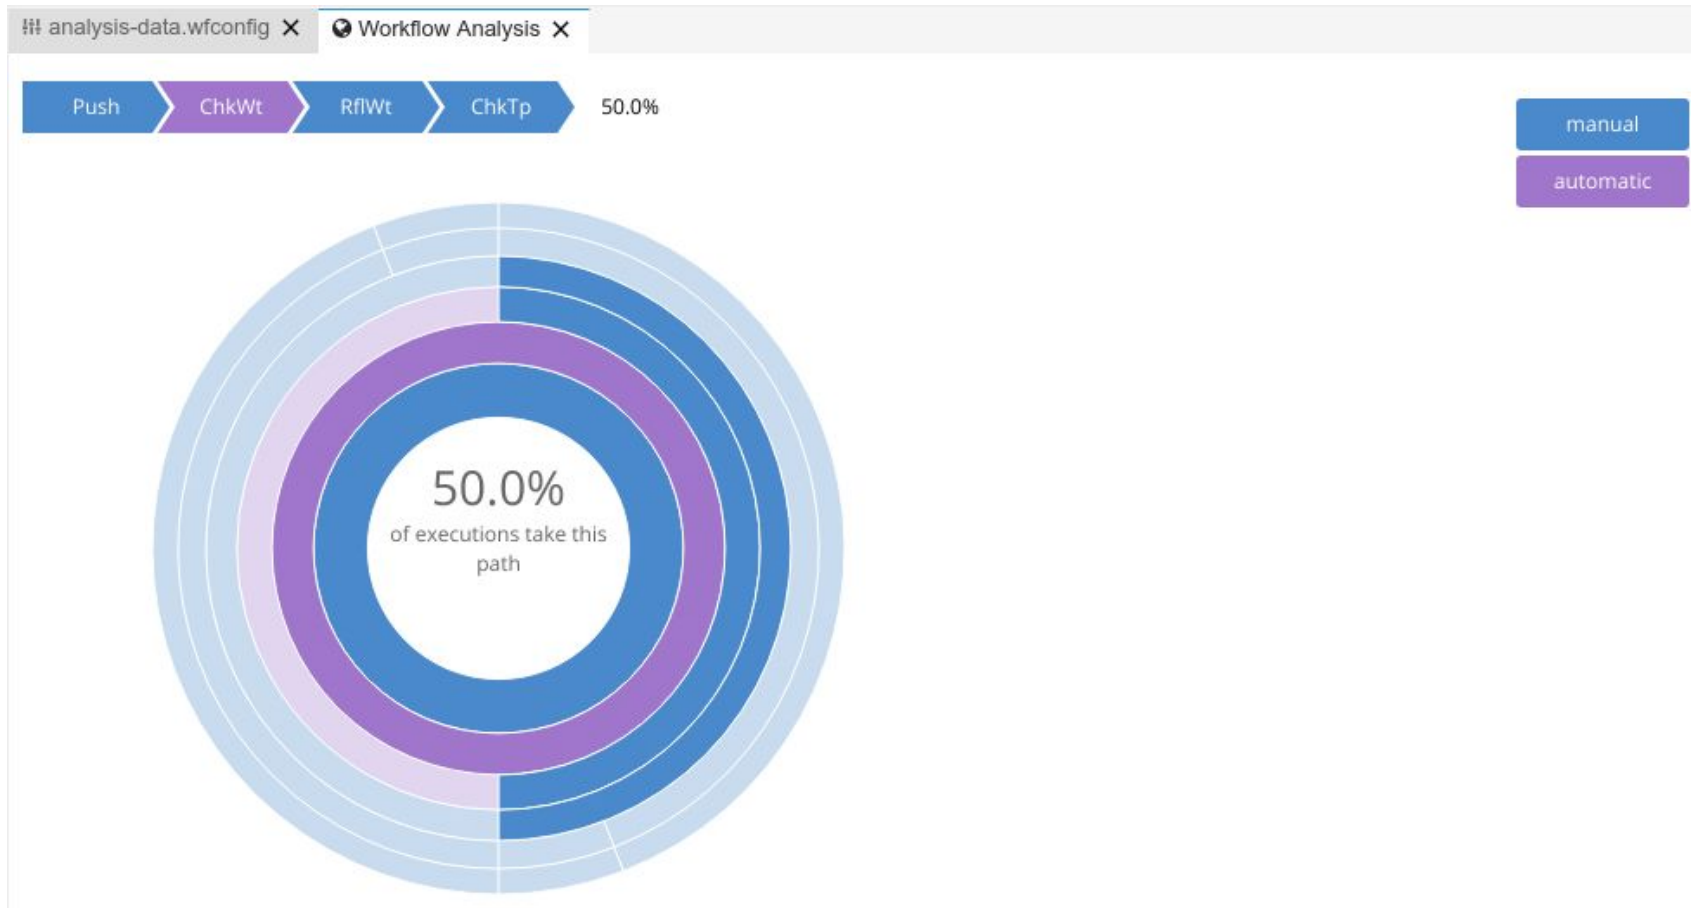 analysis-data.wfconfig Workflow Analysis
Push ChkWt RflWt ChkTp 50.0%
manual
automatic
50.0%
of executions take this
path